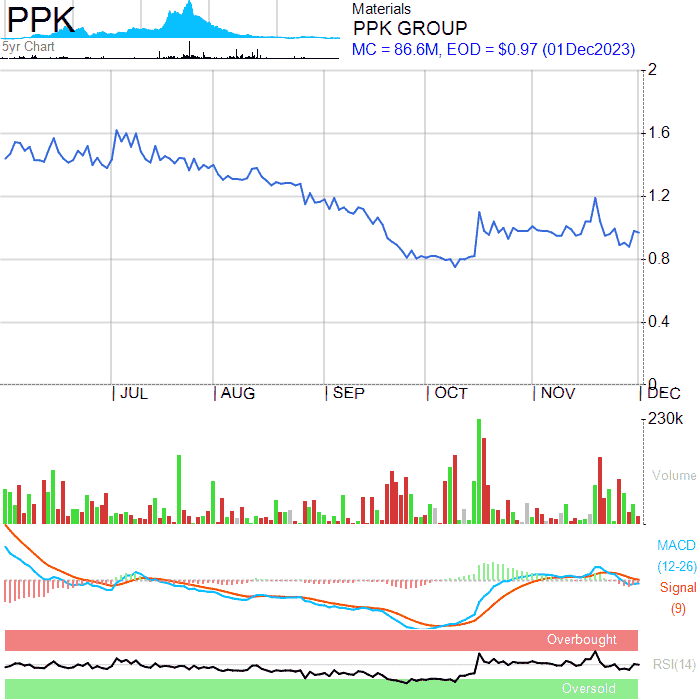 PPK
5yr Chart
Materials
PPK GROUP
MC = 86.6M, EOD = $0.97 (01Dec2023)
2
1.6
1.2
0.8
0.4
0
JUL AUG SEP OCT NOV DEC
230k
Volume
MACD
(12-26)
Signal
(9)
Overbought
RSI(14)
Oversold